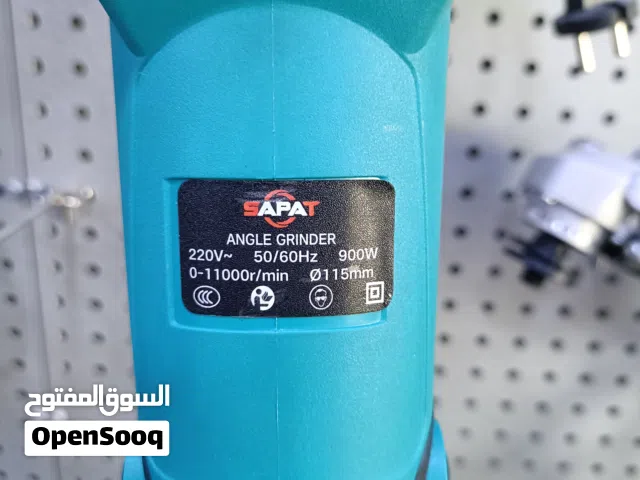 SAPAT
ANGLE GRINDER
220V~ 50/60Hz 900W
0-11000r/min Ø115mm
السوق المفتوح
OpenSooq